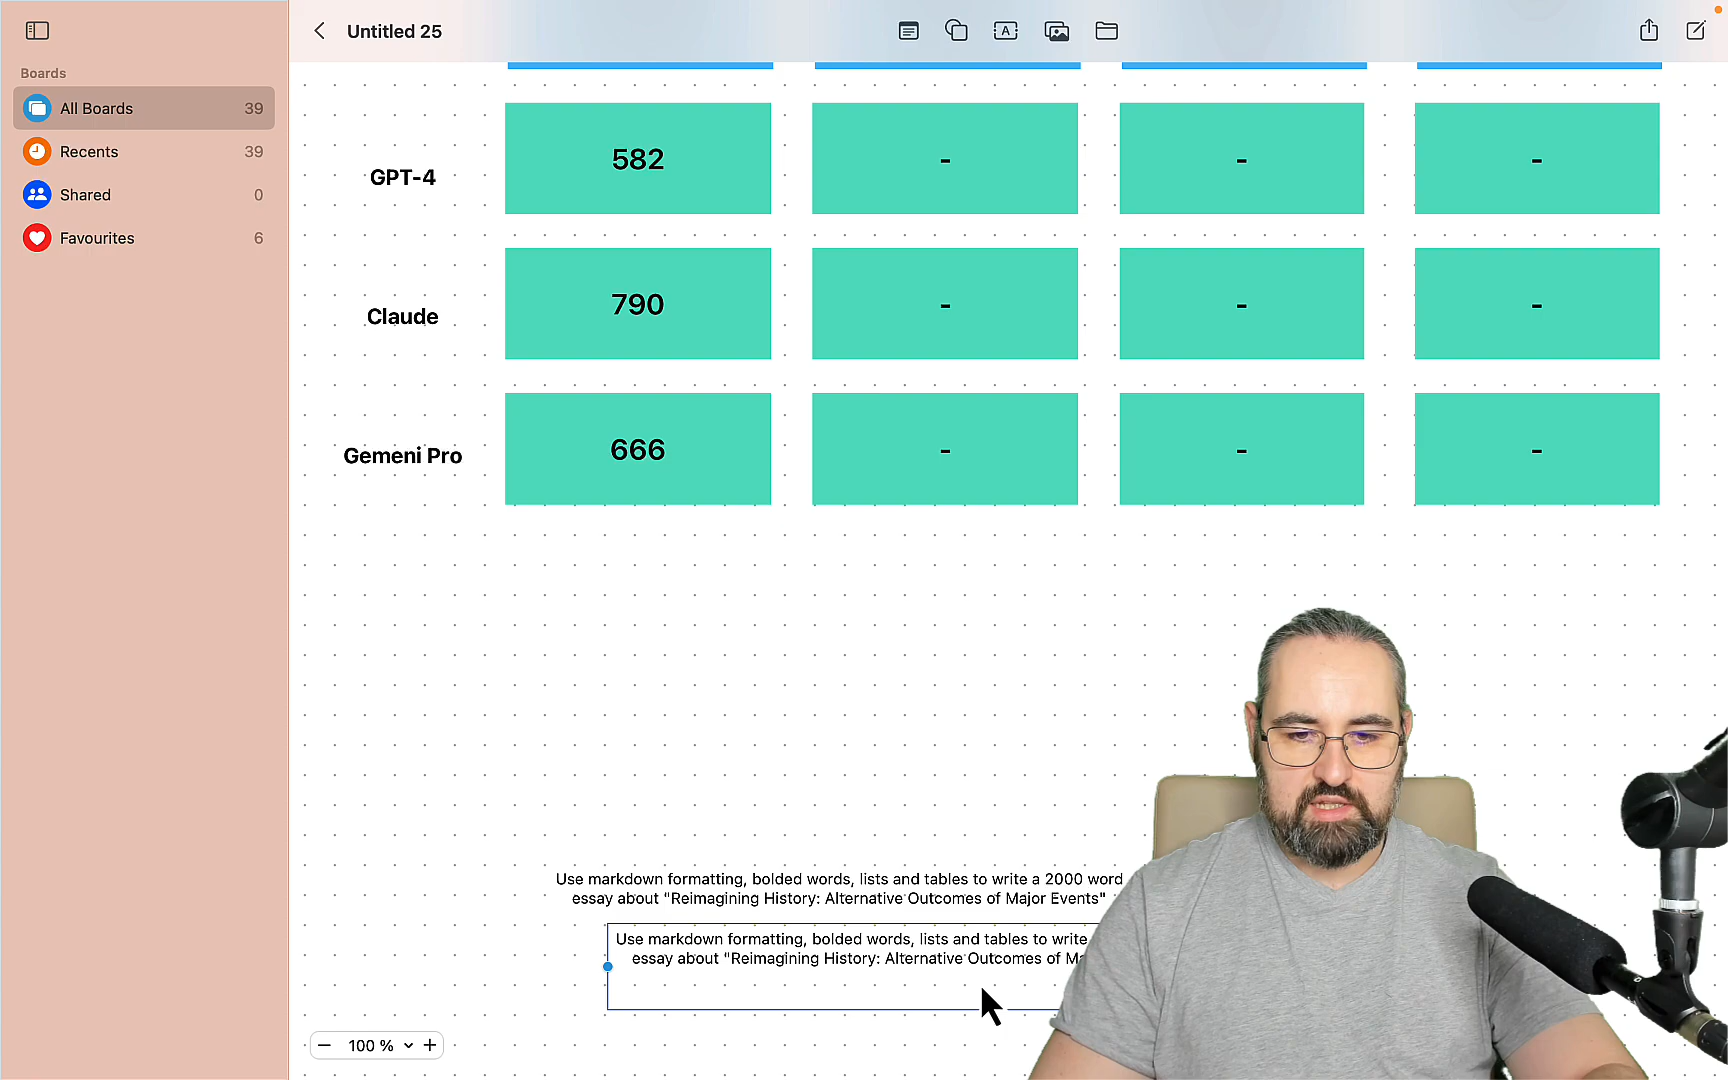 Untitled 25
Boards
All Boards 39
Recents 39
Shared 0
Favourites 6
GPT-4 582 - - -
Claude 790 - - -
Gemeni Pro 666 - - -
Use markdown formatting, bolded words, lists and tables to write a 2000 word
essay about "Reimagining History: Alternative Outcomes of Major Events"
Use markdown formatting, bolded words, lists and tables to write
essay about "Reimagining History: Alternative Outcomes of
100 %